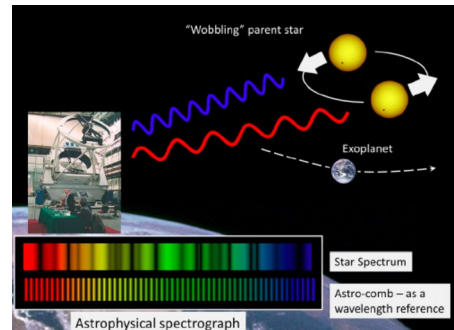 "Wobbling" parent star
Exoplanet
Star Spectrum
Astro-comb – as a
wavelength reference
Astrophysical spectrograph